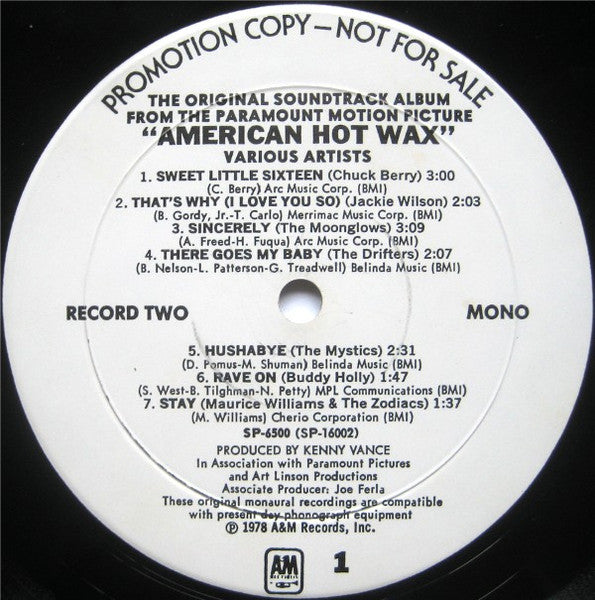 PROMOTION COPY—NOT FOR SALE
THE ORIGINAL SOUNDTRACK ALBUM
FROM THE PARAMOUNT MOTION PICTURE
"AMERICAN HOT WAX"
VARIOUS ARTISTS
1. SWEET LITTLE SIXTEEN (Chuck Berry) 3:00
(C. Berry) Arc Music Corp. (BMI)
2. THAT'S WHY (I LOVE YOU SO) (Jackie Wilson) 2:03
(B. Gordy, Jr.-T. Carlo) Merrimac Music Corp. (BMI)
3. SINCERELY (The Moonglows) 3:09
(A. Freed-H. Fuqua) Arc Music Corp. (BMI)
4. THERE GOES MY BABY (The Drifters) 2:07
(B. Nelson-L. Patterson-G. Treadwell) Belinda Music (BMI)
RECORD TWO
MONO
5. HUSHABYE (The Mystics) 2:31
(D. Pomus-M. Shuman) Belinda Music (BMI)
6. RAVE ON (Buddy Holly) 1:47
(S. West-B. Tilghman-N. Petty) MPL Communications (BMI)
7. STAY (Maurice Williams & The Zodiacs) 1:37
(M. Williams) Cherio Corporation (BMI)
SP-6500 (SP-16002)
PRODUCED BY KENNY VANCE
In Association with Paramount Pictures
and Art Linson Productions
Associate Producer: Joe Ferla
These original monaural recordings are compatible
with present day phonograph equipment
℗ 1978 A&M Records, Inc.
A&M
RECORDS
1